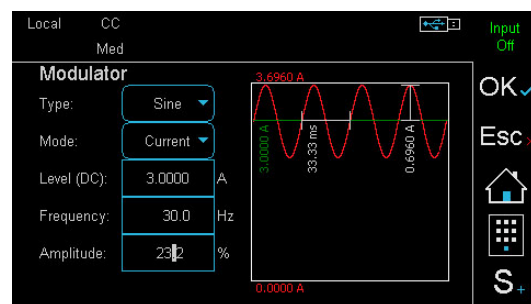 Local CC
Med
Input
Off
Modulator
Type: Sine
Mode: Current
Level (DC): 3.0000 A
Frequency: 30.0 Hz
Amplitude: 23.2 %
3.6960 A
3.0000 A
33.33 ms
0.6960 A
0.0000 A
OK
Esc
S+